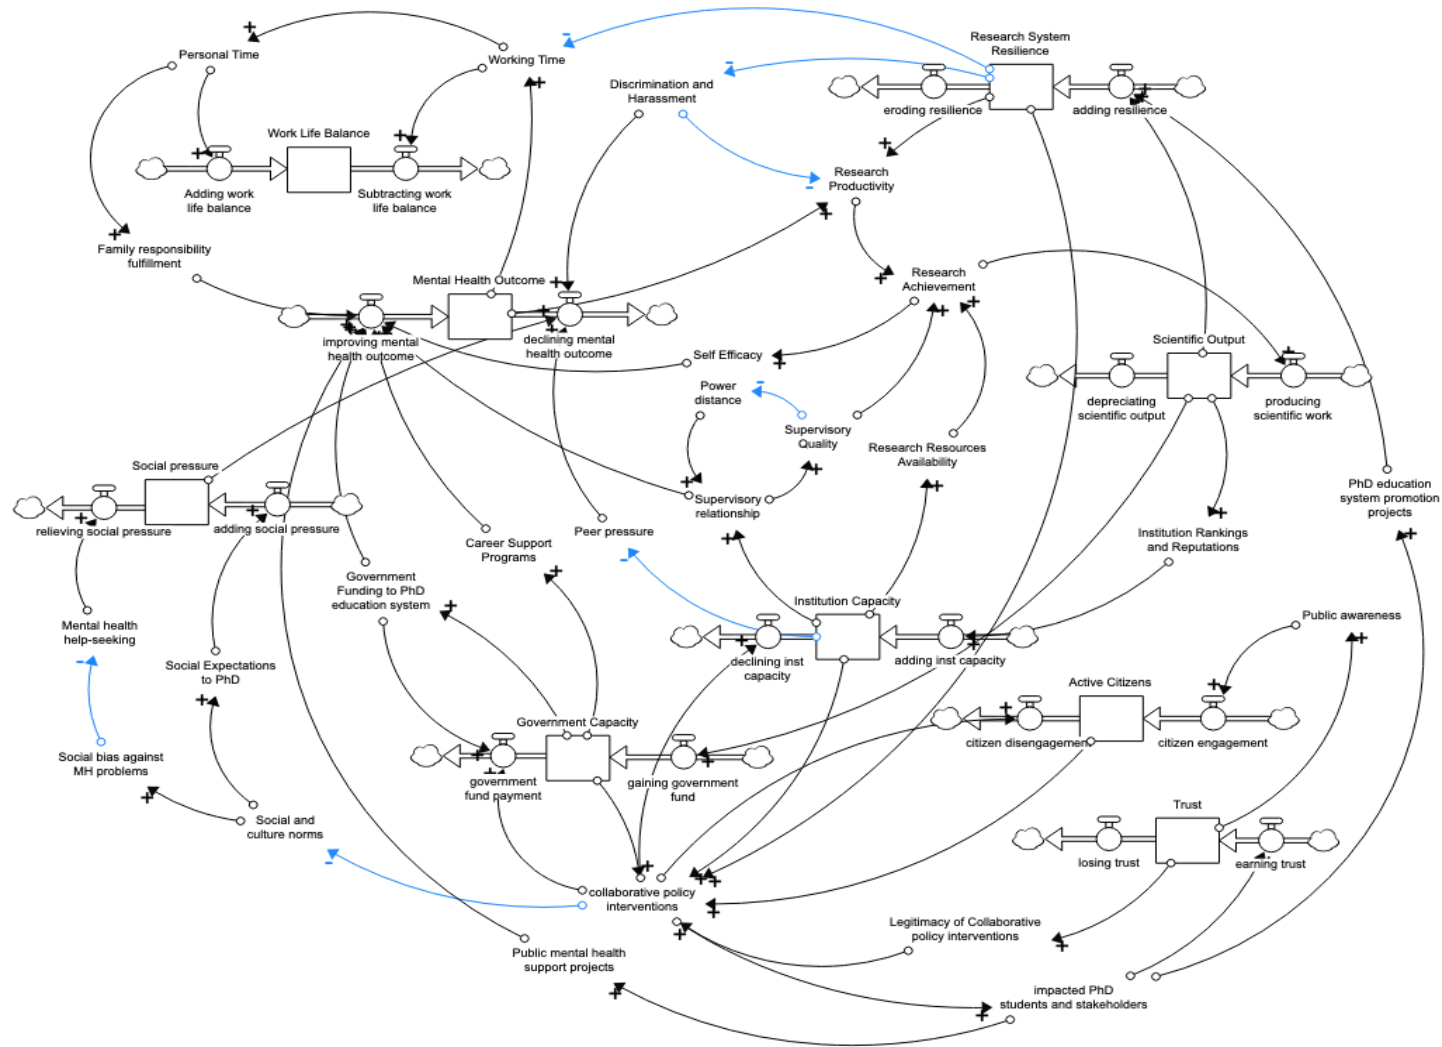 Research System
Resilience
Personal Time
Working Time
Discrimination and
Harassment
eroding resilience
adding resilience
Work Life Balance
Research
Productivity
Adding work
life balance
Subtracting work
life balance
Family responsibility
fulfillment
Mental Health Outcome
Research
Achievement
improving mental
health outcome
declining mental
health outcome
Self Efficacy
Scientific Output
Power
distance
depreciating
scientific output
producing
scientific work
Supervisory
Quality
Research Resources
Availability
Social pressure
PhD education
system promotion
projects
Supervisory
relationship
relieving social pressure
adding social pressure
Peer pressure
Career Support
Programs
Institution Rankings
and Reputations
Government
Funding to PhD
education system
Institution Capacity
Public awareness
Mental health
help-seeking
declining inst
capacity
adding inst capacity
Social Expectations
to PhD
Active Citizens
Government Capacity
citizen disengagement
citizen engagement
Social bias against
MH problems
government
fund payment
gaining government
fund
Trust
Social and
culture norms
losing trust
earning trust
collaborative policy
interventions
Legitimacy of Collaborative
policy interventions
Public mental health
support projects
impacted PhD
students and stakeholders